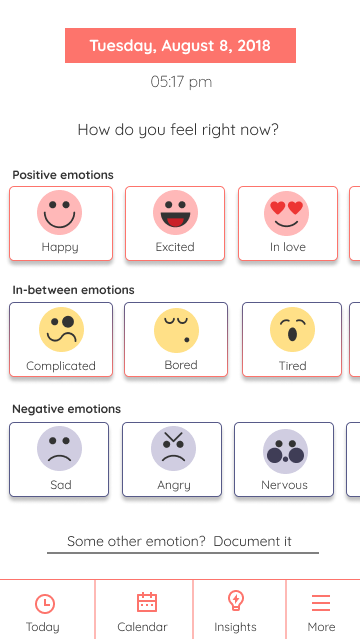 Tuesday, August 8, 2018
05:17 pm
How do you feel right now?
Positive emotions
Happy Excited In love
In-between emotions
Complicated Bored Tired
Negative emotions
Sad Angry Nervous
Some other emotion? Document it
Today Calendar Insights More